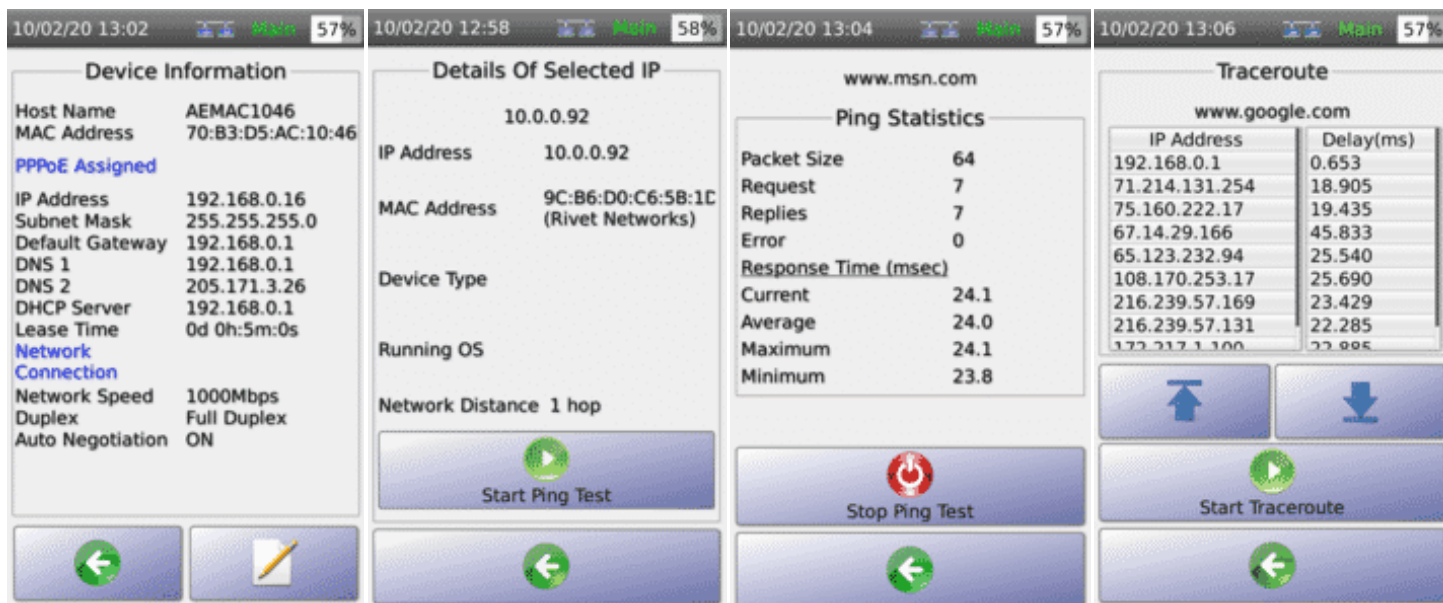 10/02/20 13:02 Main 57%
Device Information
Host Name AEMAC1046
MAC Address 70:B3:D5:AC:10:46
PPPoE Assigned
IP Address 192.168.0.16
Subnet Mask 255.255.255.0
Default Gateway 192.168.0.1
DNS 1 192.168.0.1
DNS 2 205.171.3.26
DHCP Server 192.168.0.1
Lease Time 0d 0h:5m:0s
Network
Connection
Network Speed 1000Mbps
Duplex Full Duplex
Auto Negotiation ON
10/02/20 12:58 Main 58%
Details Of Selected IP
10.0.0.92
IP Address 10.0.0.92
MAC Address 9C:B6:D0:C6:5B:1D
(Rivet Networks)
Device Type
Running OS
Network Distance 1 hop
Start Ping Test
10/02/20 13:04 Main 57%
www.msn.com
Ping Statistics
Packet Size 64
Request 7
Replies 7
Error 0
Response Time (msec)
Current 24.1
Average 24.0
Maximum 24.1
Minimum 23.8
Stop Ping Test
10/02/20 13:06 Main 57%
Traceroute
www.google.com
IP Address Delay(ms)
192.168.0.1 0.653
71.214.131.254 18.905
75.160.222.17 19.435
67.14.29.166 45.833
65.123.232.94 25.540
108.170.253.17 25.690
216.239.57.169 23.429
216.239.57.131 22.285
172.217.1.100 22.885
Start Traceroute